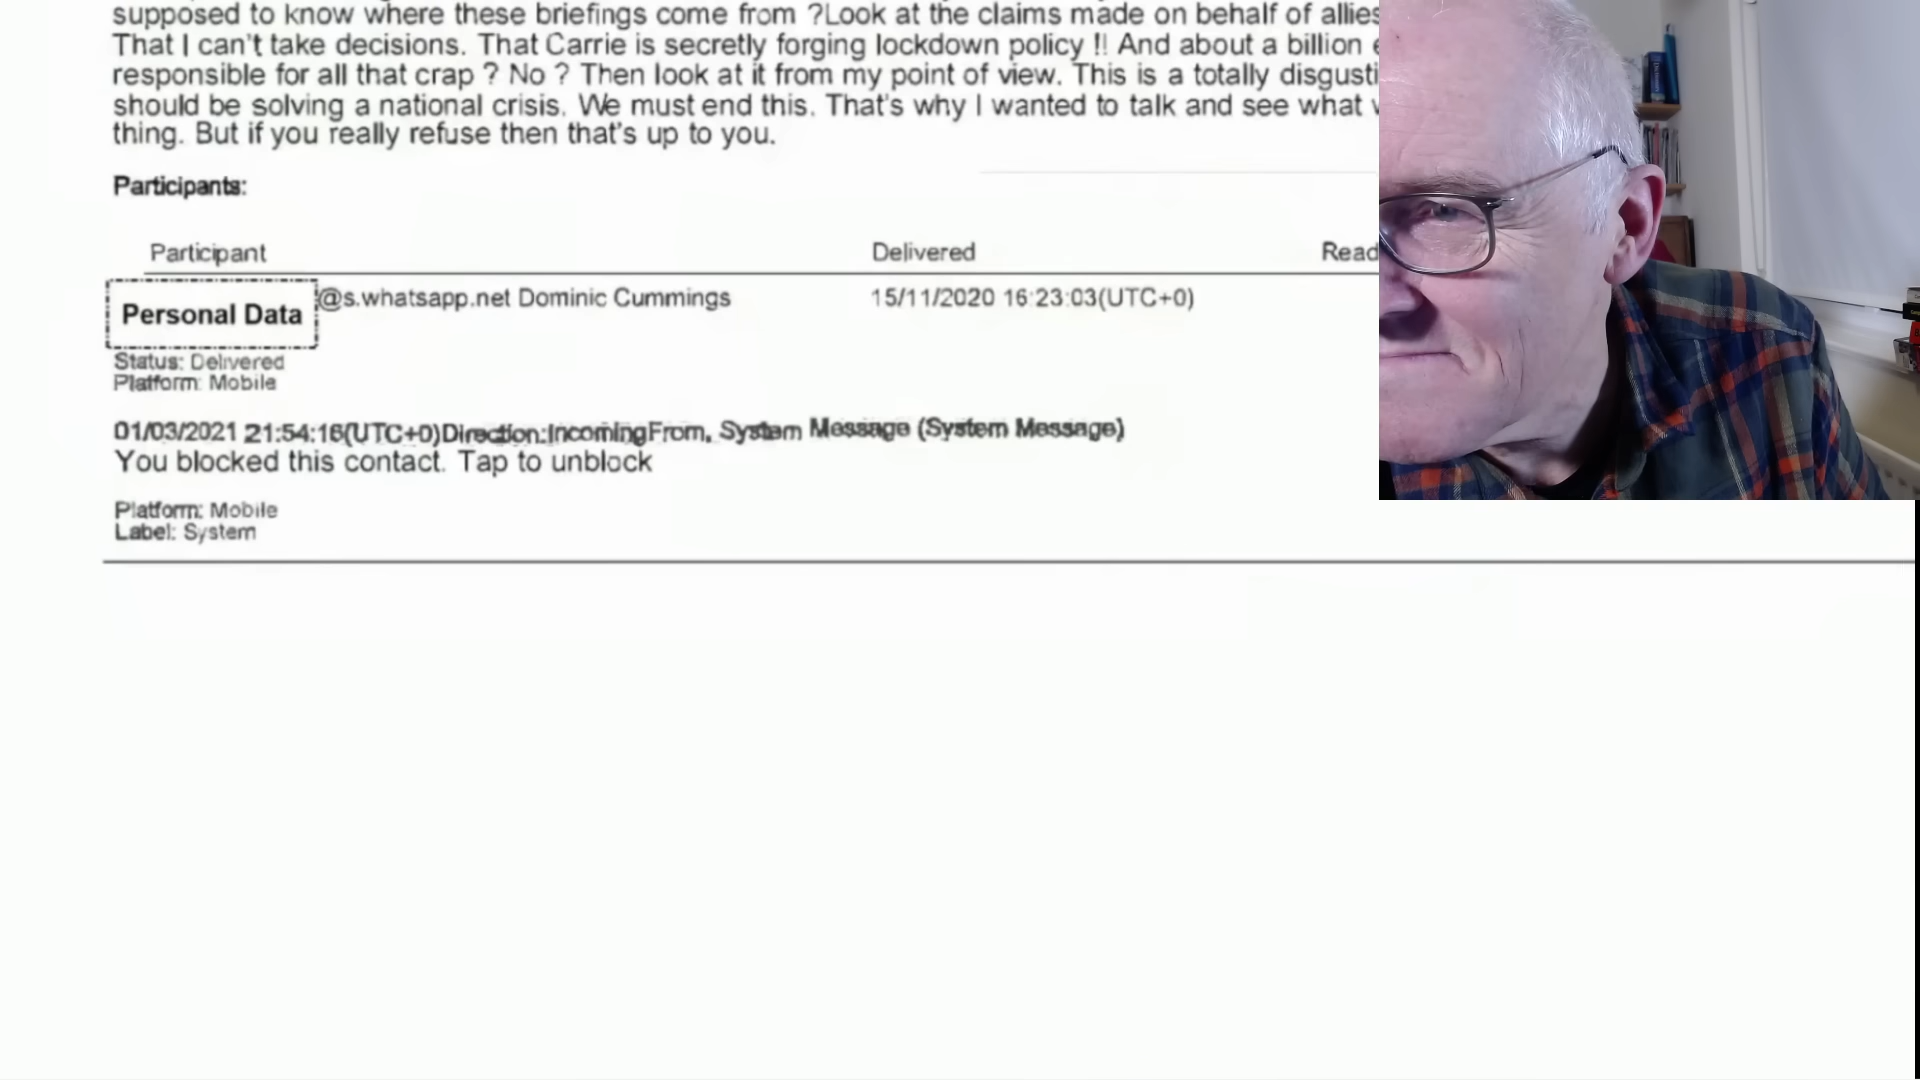 supposed to know where these briefings come from ?Look at the claims made on behalf of allies
That I can't take decisions. That Carrie is secretly forging lockdown policy !! And about a billion
responsible for all that crap ? No ? Then look at it from my point of view. This is a totally disgusti
should be solving a national crisis. We must end this. That's why I wanted to talk and see what
thing. But if you really refuse then that's up to you.
Participants:
Participant Delivered Read
Personal Data @s.whatsapp.net Dominic Cummings 15/11/2020 16:23:03(UTC+0)
Status: Delivered
Platform: Mobile
01/03/2021 21:54:16(UTC+0)Direction:IncomingFrom, System Message (System Message)
You blocked this contact. Tap to unblock
Platform: Mobile
Label: System